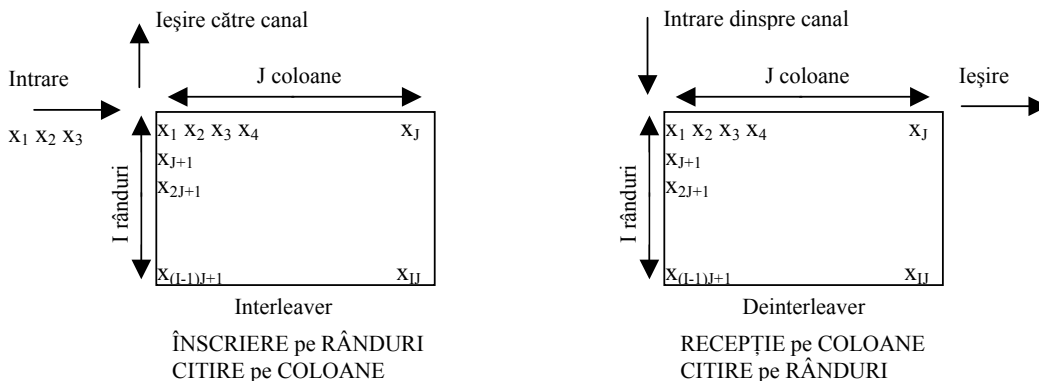 Ieşire către canal
Intrare
J coloane
x1 x2 x3
x1 x2 x3 x4 xJ
xJ+1
x2J+1
I rânduri
x(I-1)J+1 xIJ
Interleaver
ÎNSCRIERE pe RÂNDURI
CITIRE pe COLOANE
Intrare dinspre canal
J coloane
Ieşire
x1 x2 x3 x4 xJ
xJ+1
x2J+1
I rânduri
x(I-1)J+1 xIJ
Deinterleaver
RECEPŢIE pe COLOANE
CITIRE pe RÂNDURI